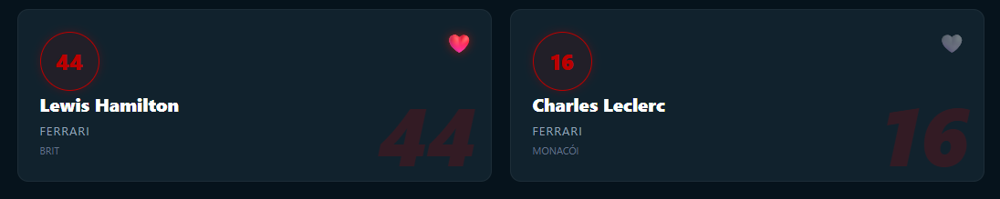 44
Lewis Hamilton
FERRARI
BRIT
44
16
Charles Leclerc
FERRARI
MONACÓI
16